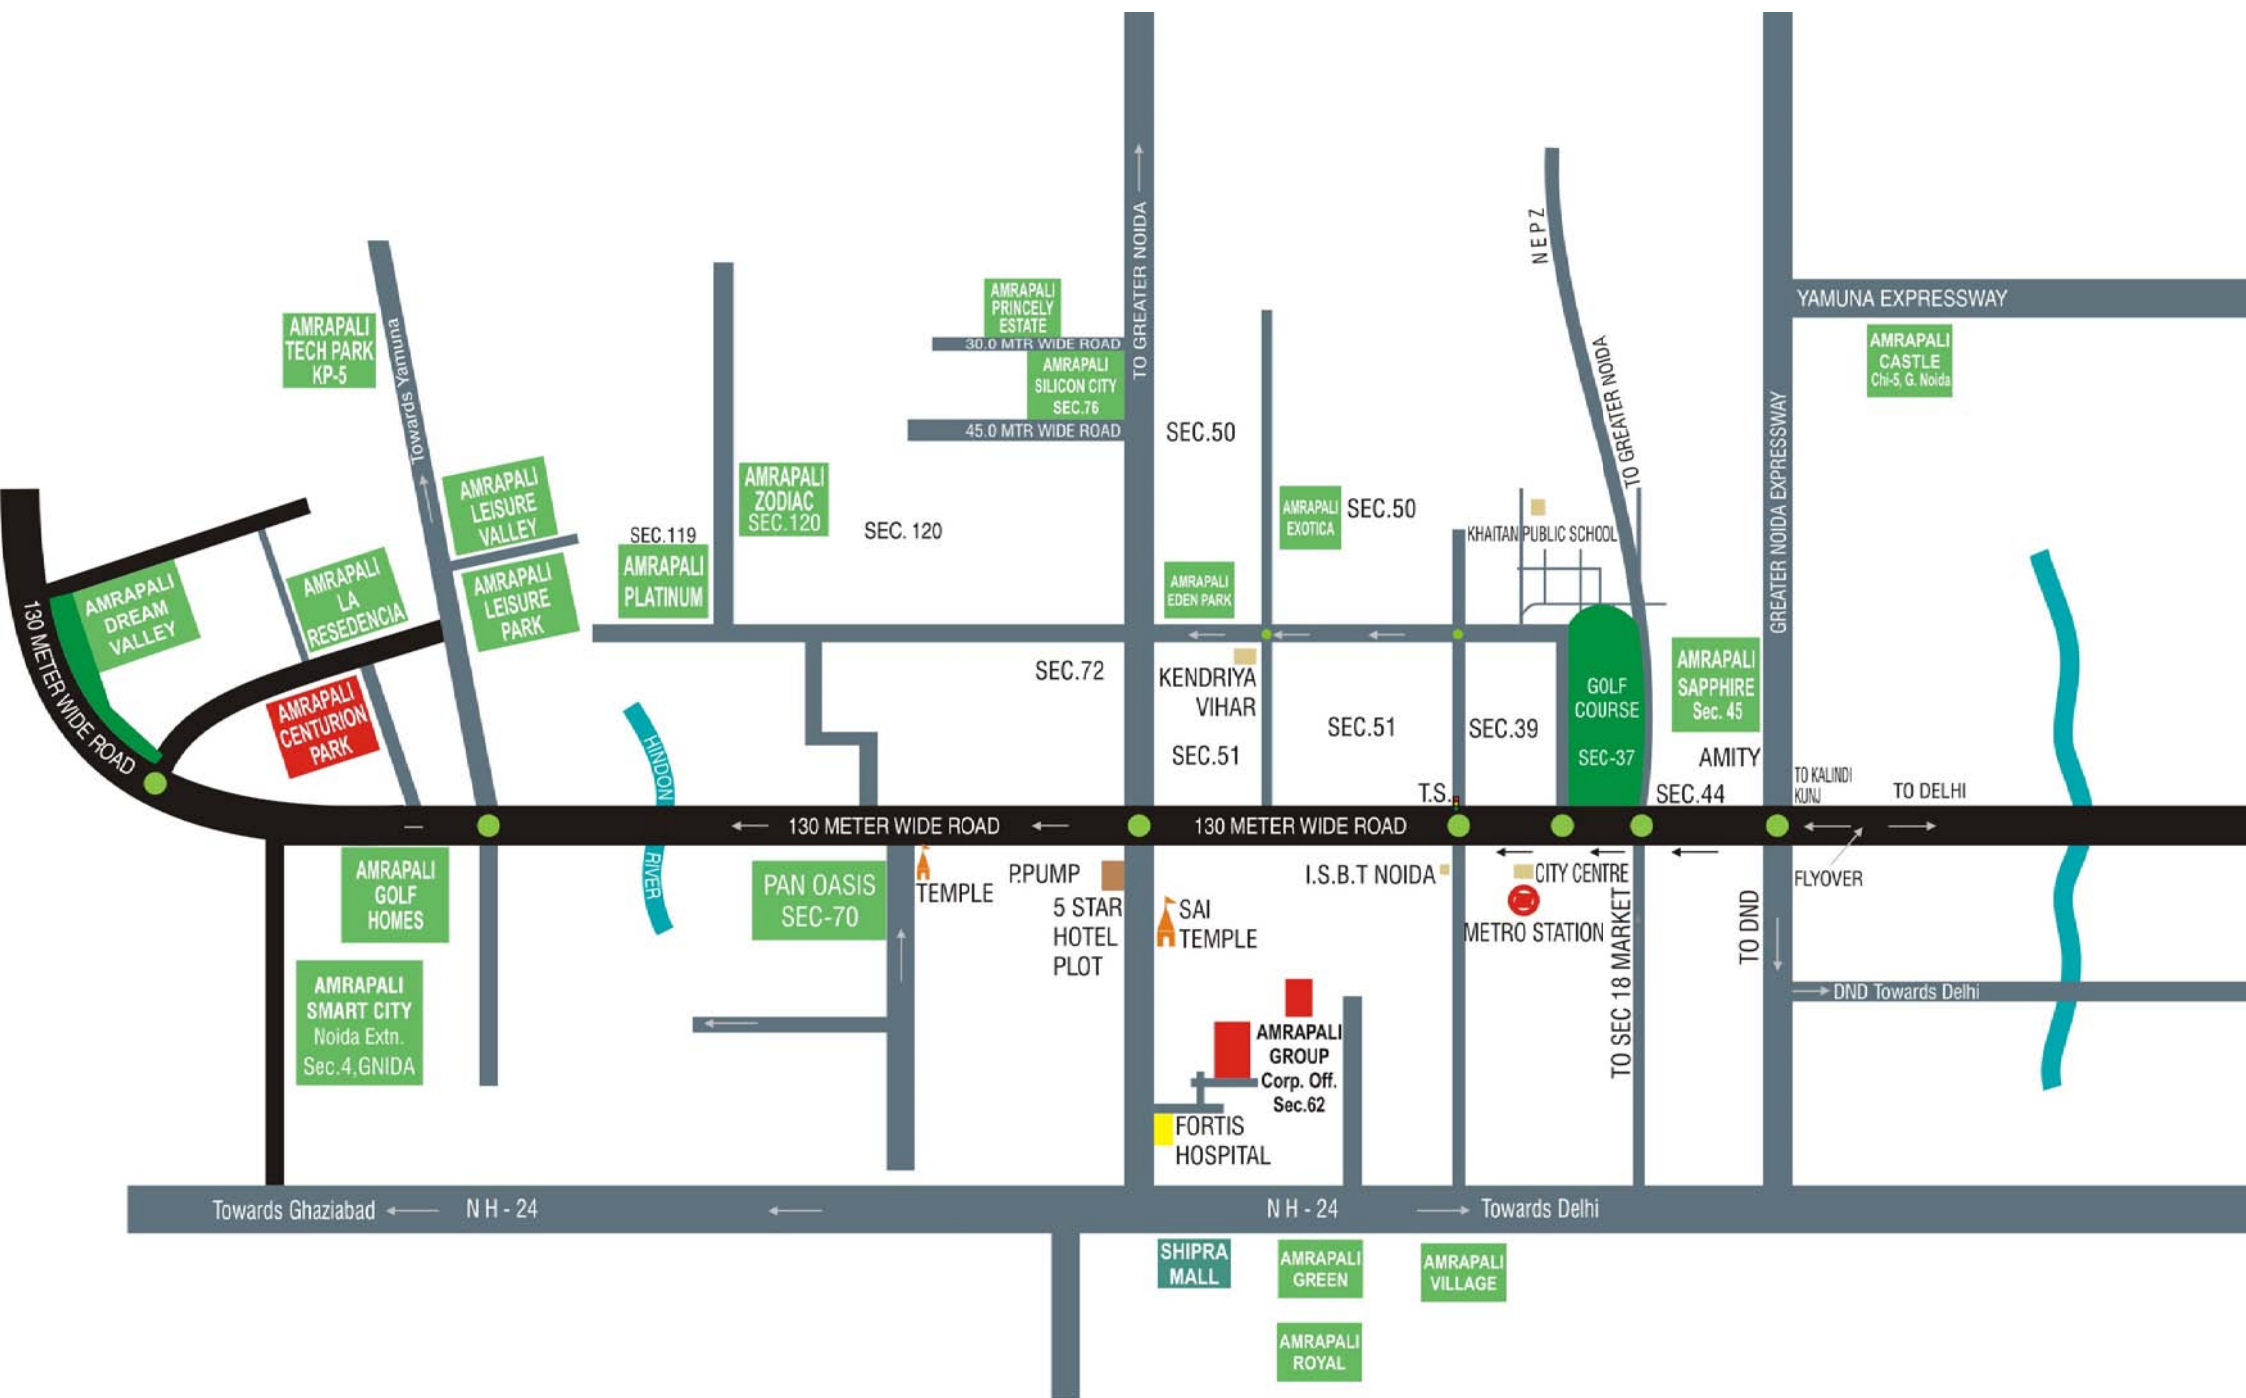 TO GREATER NOIDA
NEPZ
AMRAPALI
PRINCELY
ESTATE
30.0 MTR WIDE ROAD
AMRAPALI
SILICON CITY
SEC.76
45.0 MTR WIDE ROAD
YAMUNA EXPRESSWAY
AMRAPALI
CASTLE
Chi-5, G. Noida
AMRAPALI
TECH PARK
KP-5
Towards Yamuna
TO GREATER NOIDA
GREATER NOIDA EXPRESSWAY
SEC.50
AMRAPALI
LEISURE
VALLEY
AMRAPALI
ZODIAC
SEC.120
SEC. 120
AMRAPALI
EXOTICA
SEC.50
KHAITAN PUBLIC SCHOOL
SEC.119
AMRAPALI
PLATINUM
AMRAPALI
EDEN PARK
AMRAPALI
DREAM
VALLEY
AMRAPALI
LA
RESEDENCIA
AMRAPALI
LEISURE
PARK
130 METER WIDE ROAD
AMRAPALI
CENTURION
PARK
SEC.72
KENDRIYA
VIHAR
SEC.51
SEC.51
SEC.39
GOLF
COURSE
SEC-37
AMRAPALI
SAPPHIRE
Sec. 45
AMITY
SEC.44
T.S.
TO KALINDI
KUNJ
TO DELHI
HINDON
RIVER
130 METER WIDE ROAD
130 METER WIDE ROAD
AMRAPALI
GOLF
HOMES
PAN OASIS
SEC-70
TEMPLE
P.PUMP
5 STAR
HOTEL
PLOT
SAI
TEMPLE
I.S.B.T NOIDA
CITY CENTRE
METRO STATION
TO SEC 18 MARKET
TO DND
FLYOVER
DND Towards Delhi
AMRAPALI
SMART CITY
Noida Extn.
Sec.4,GNIDA
AMRAPALI
GROUP
Corp. Off.
Sec.62
FORTIS
HOSPITAL
Towards Ghaziabad
NH-24
NH-24
Towards Delhi
SHIPRA
MALL
AMRAPALI
GREEN
AMRAPALI
VILLAGE
AMRAPALI
ROYAL